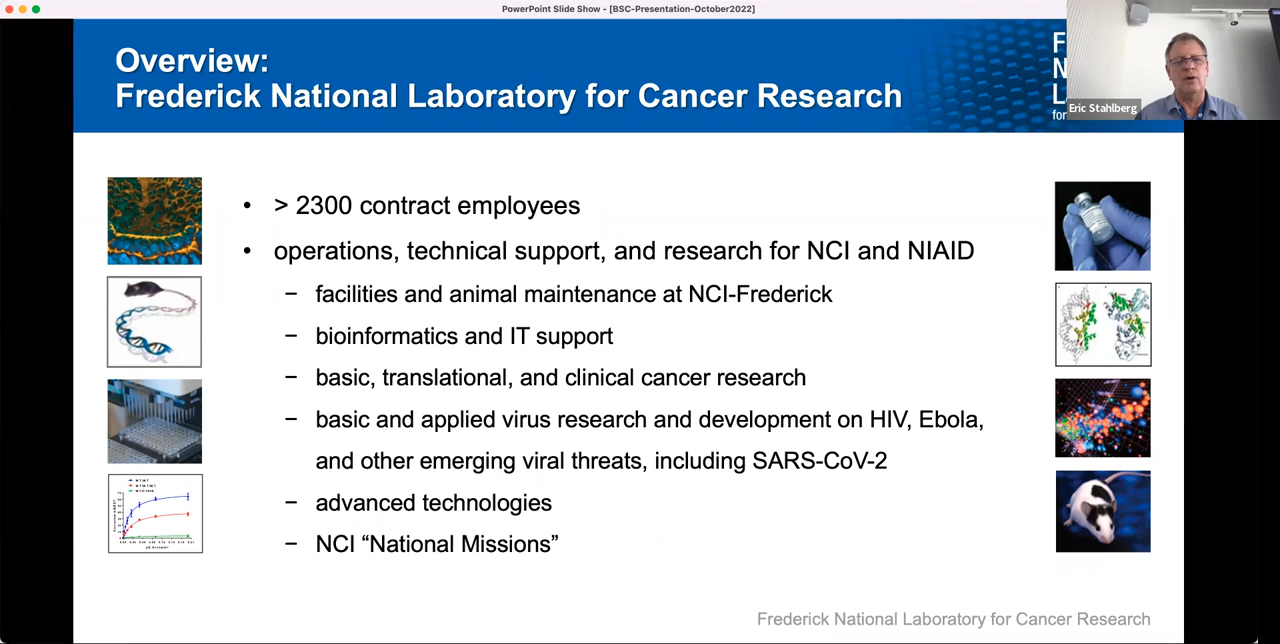 PowerPoint Slide Show - [BSC-Presentation-October2022]
Overview:
Frederick National Laboratory for Cancer Research
F
N
L
for
Eric Stahlberg
• > 2300 contract employees
• operations, technical support, and research for NCI and NIAID
− facilities and animal maintenance at NCI-Frederick
− bioinformatics and IT support
− basic, translational, and clinical cancer research
− basic and applied virus research and development on HIV, Ebola,
and other emerging viral threats, including SARS-CoV-2
− advanced technologies
− NCI “National Missions”
Frederick National Laboratory for Cancer Research